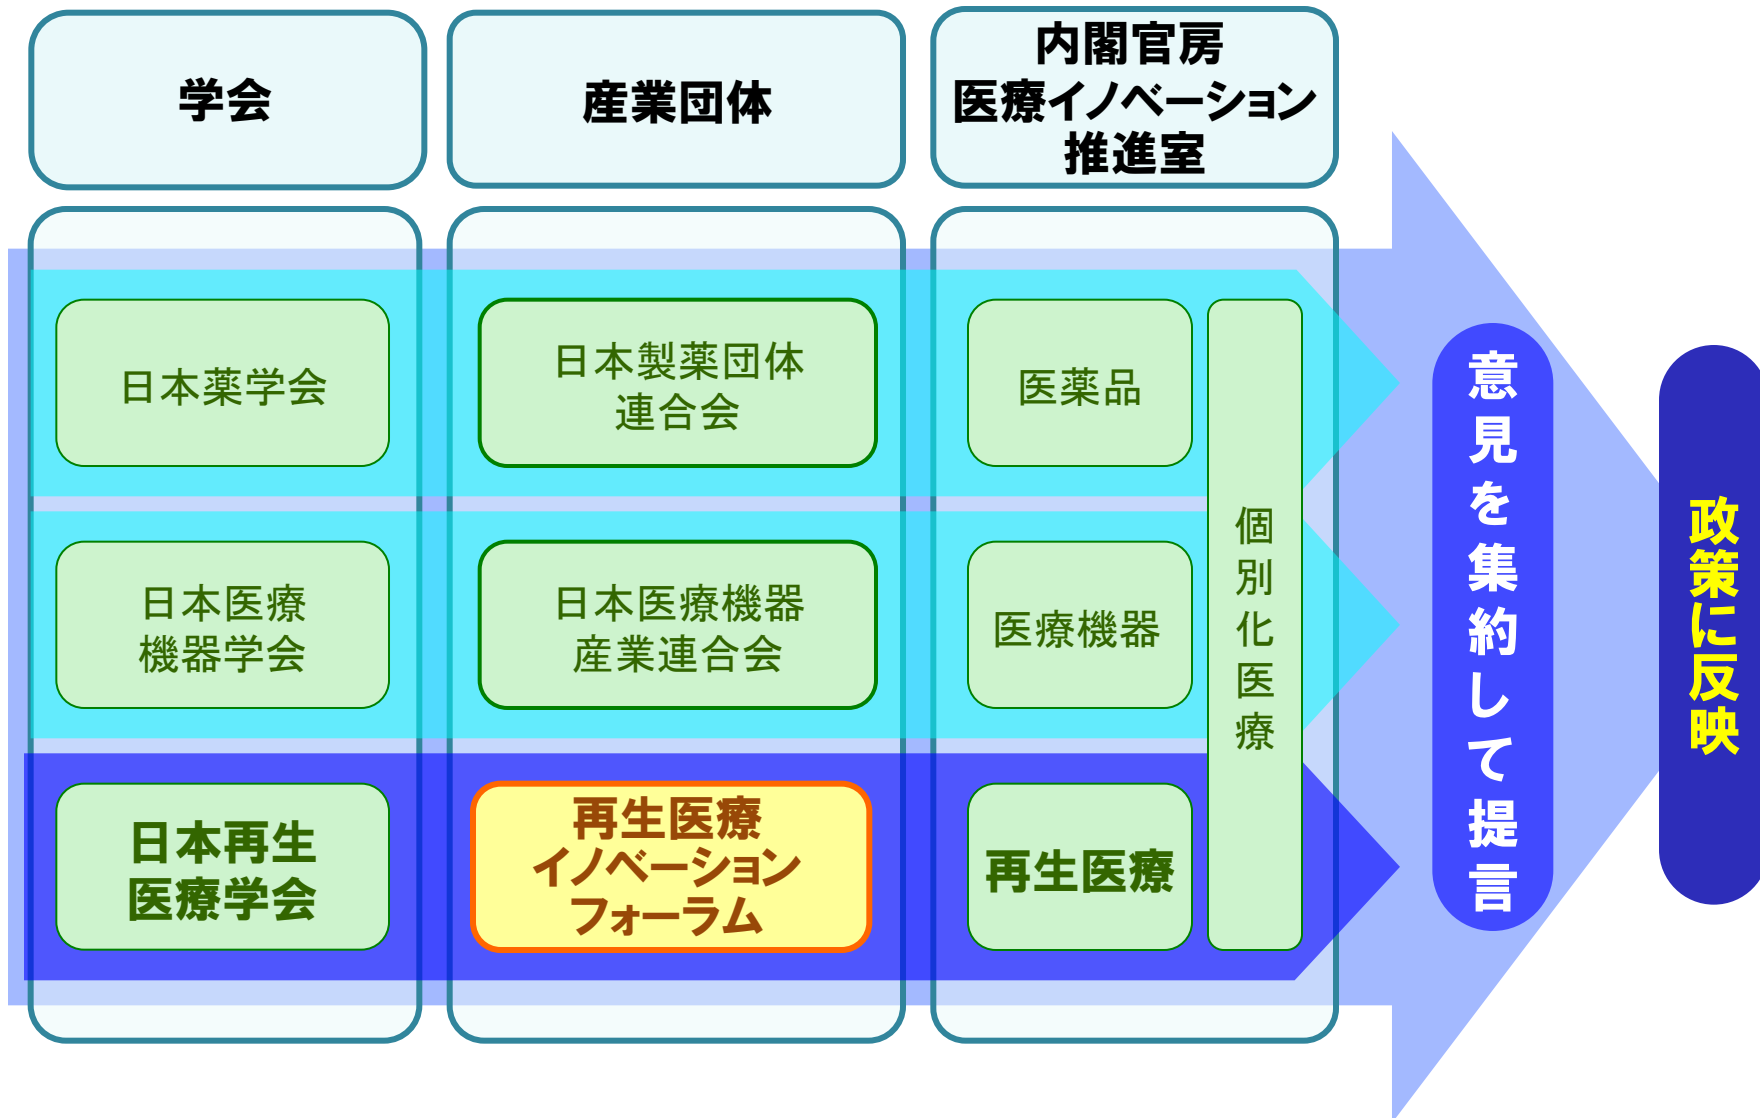 学会
産業団体
内閣官房
医療イノベーション
推進室
日本薬学会
日本製薬団体
連合会
医薬品
日本医療
機器学会
日本医療機器
産業連合会
医療機器
日本再生
医療学会
再生医療
イノベーション
フォーラム
再生医療
個別化医療
意見を集約して提言
政策に反映